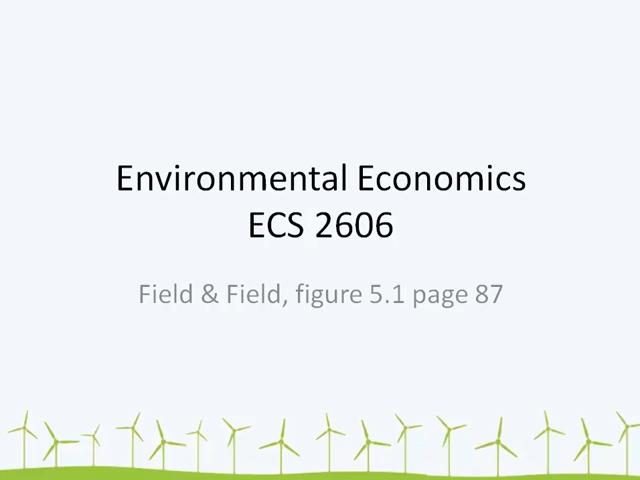 Environmental Economics
ECS 2606
Field & Field, figure 5.1 page 87